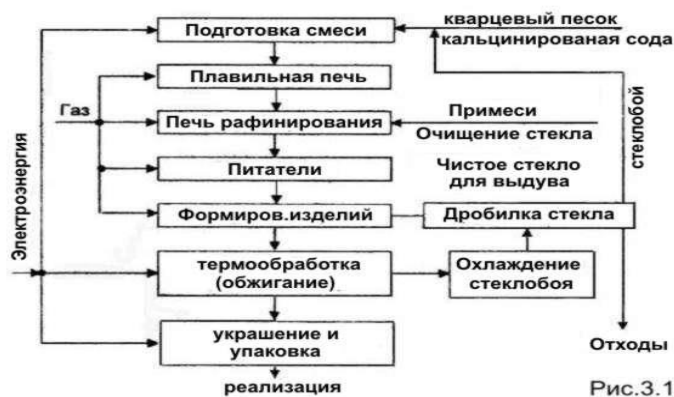 Подготовка смеси
кварцевый песок
кальцинированая сода
Плавильная печь
Газ
Печь рафинирования
Примеси
Очищение стекла
стеклобой
Питатели
Чистое стекло
для выдува
Электроэнергия
Формиров.изделий
Дробилка стекла
термообработка
(обжигание)
Охлаждение
стеклобоя
украшение и
упаковка
Отходы
реализация
Рис.3.1